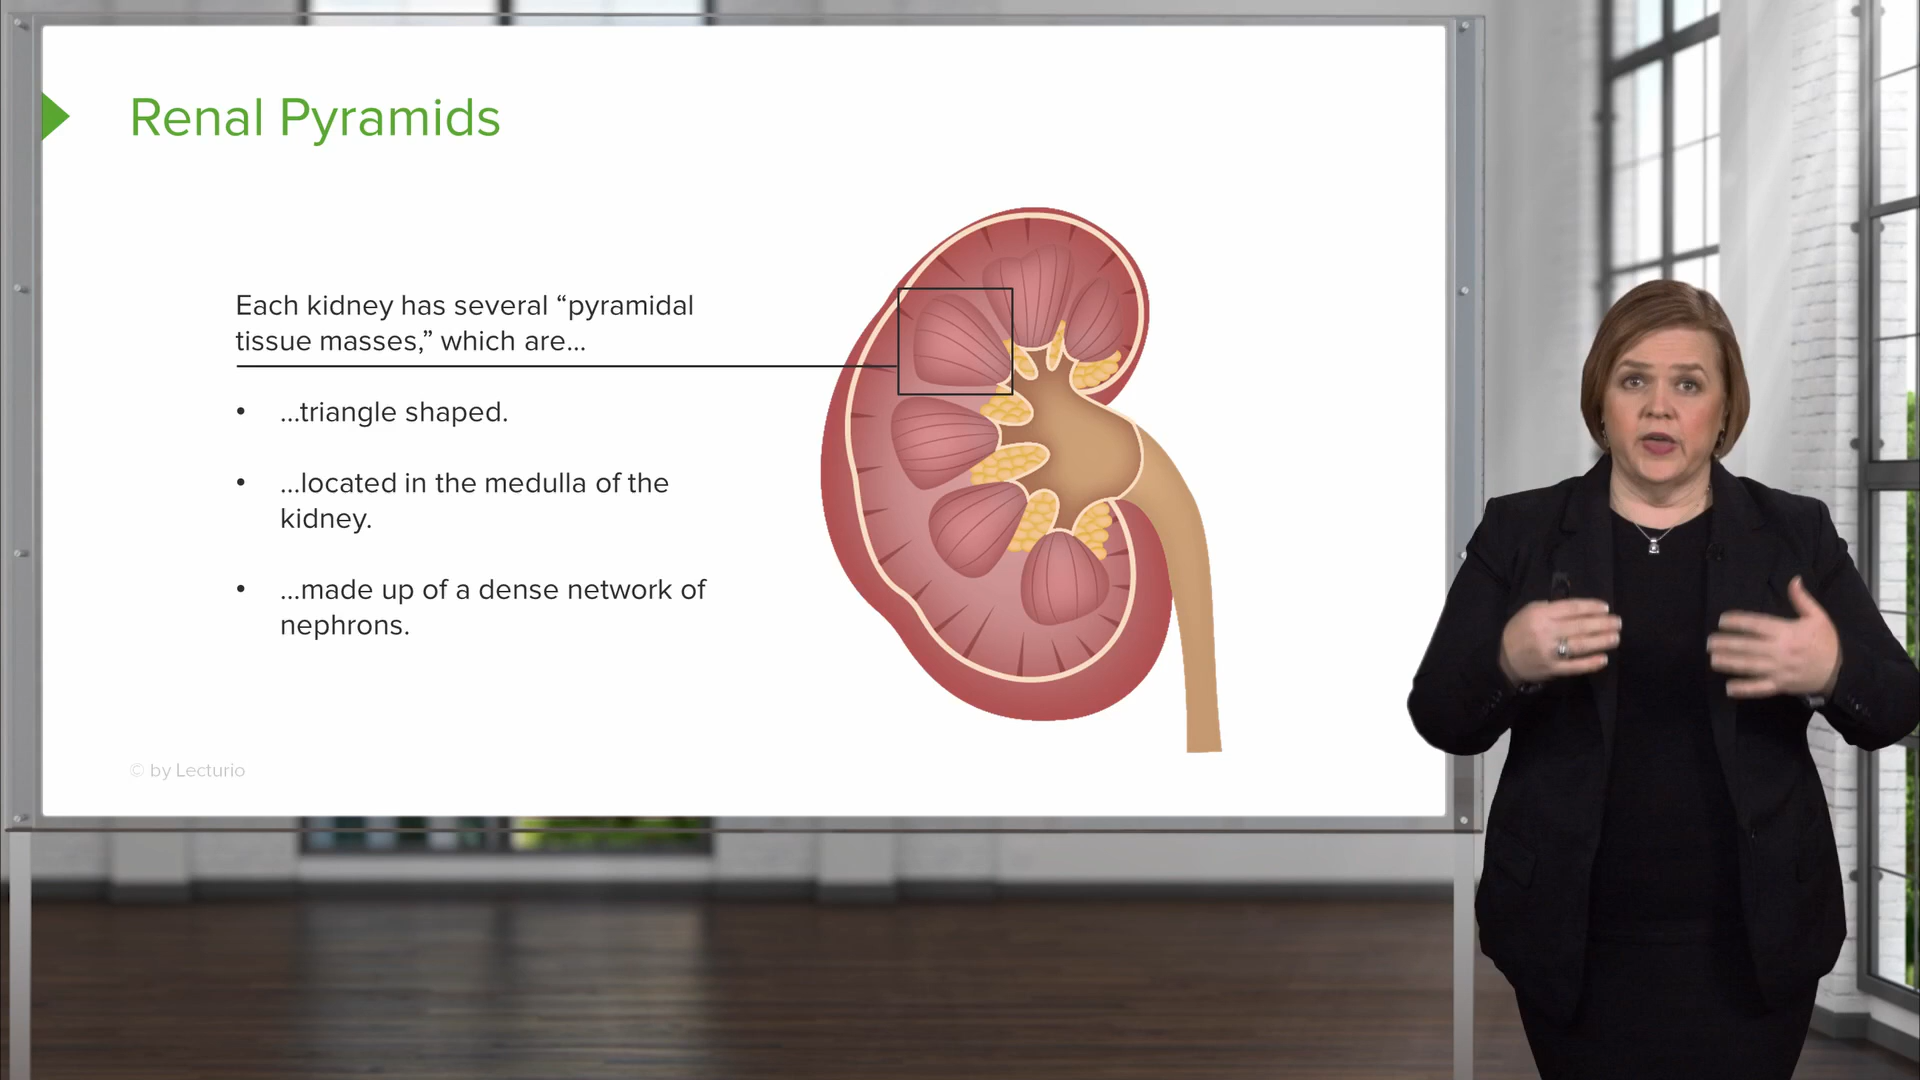 Renal Pyramids
Each kidney has several “pyramidal
tissue masses,” which are...
• ...triangle shaped.
• ...located in the medulla of the
kidney.
• ...made up of a dense network of
nephrons.
© by Lecturio